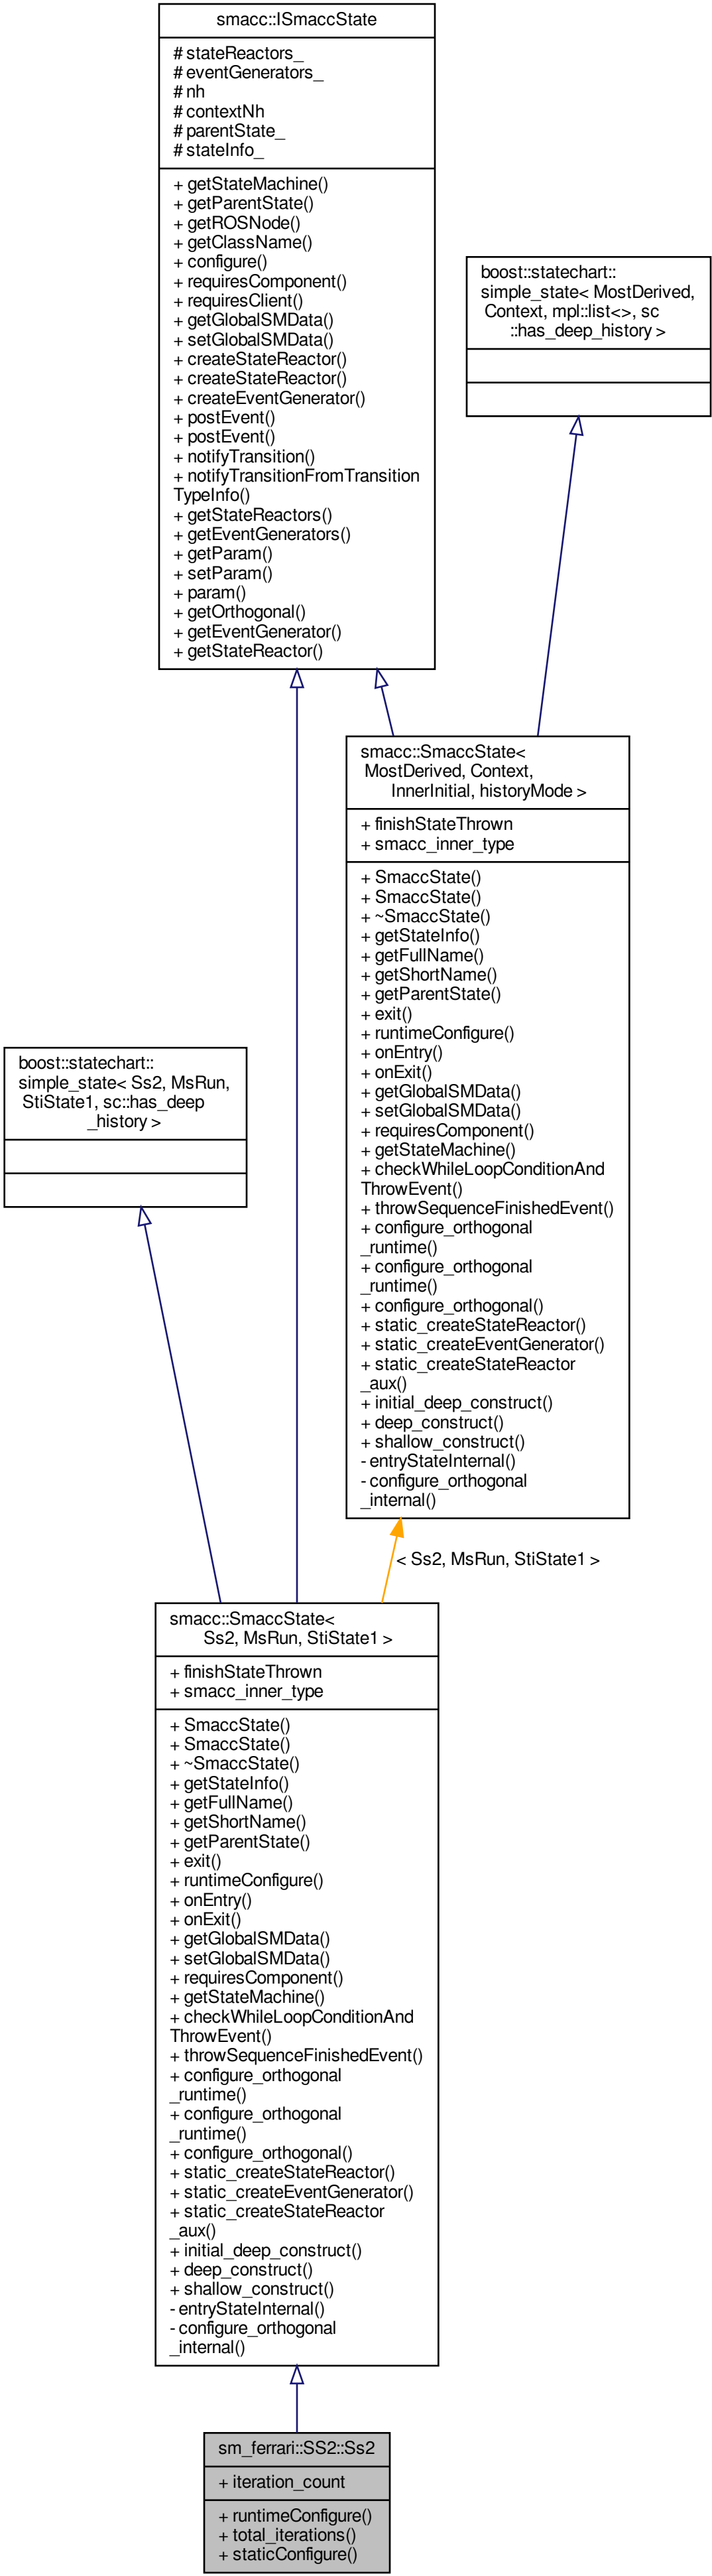 smacc::ISmaccState
# stateReactors_
# eventGenerators_
# nh
# contextNh
# parentState_
# stateInfo_
+ getStateMachine()
+ getParentState()
+ getROSNode()
+ getClassName()
+ configure()
+ requiresComponent()
+ requiresClient()
+ getGlobalSMData()
+ setGlobalSMData()
+ createStateReactor()
+ createStateReactor()
+ createEventGenerator()
+ postEvent()
+ postEvent()
+ notifyTransition()
+ notifyTransitionFromTransition
TypeInfo()
+ getStateReactors()
+ getEventGenerators()
+ getParam()
+ setParam()
+ param()
+ getOrthogonal()
+ getEventGenerator()
+ getStateReactor()
boost::statechart::
simple_state< MostDerived,
Context, mpl::list<>, sc
::has_deep_history >
smacc::SmaccState<
MostDerived, Context,
InnerInitial, historyMode >
+ finishStateThrown
+ smacc_inner_type
+ SmaccState()
+ SmaccState()
+ ~SmaccState()
+ getStateInfo()
+ getFullName()
+ getShortName()
+ getParentState()
+ exit()
+ runtimeConfigure()
+ onEntry()
+ onExit()
+ getGlobalSMData()
+ setGlobalSMData()
+ requiresComponent()
+ getStateMachine()
+ checkWhileLoopConditionAnd
ThrowEvent()
+ throwSequenceFinishedEvent()
+ configure_orthogonal
_runtime()
+ configure_orthogonal
_runtime()
+ configure_orthogonal()
+ static_createStateReactor()
+ static_createEventGenerator()
+ static_createStateReactor
_aux()
+ initial_deep_construct()
+ deep_construct()
+ shallow_construct()
- entryStateInternal()
- configure_orthogonal
_internal()
boost::statechart::
simple_state< Ss2, MsRun,
StiState1, sc::has_deep
_history >
< Ss2, MsRun, StiState1 >
smacc::SmaccState<
Ss2, MsRun, StiState1 >
+ finishStateThrown
+ smacc_inner_type
+ SmaccState()
+ SmaccState()
+ ~SmaccState()
+ getStateInfo()
+ getFullName()
+ getShortName()
+ getParentState()
+ exit()
+ runtimeConfigure()
+ onEntry()
+ onExit()
+ getGlobalSMData()
+ setGlobalSMData()
+ requiresComponent()
+ getStateMachine()
+ checkWhileLoopConditionAnd
ThrowEvent()
+ throwSequenceFinishedEvent()
+ configure_orthogonal
_runtime()
+ configure_orthogonal
_runtime()
+ configure_orthogonal()
+ static_createStateReactor()
+ static_createEventGenerator()
+ static_createStateReactor
_aux()
+ initial_deep_construct()
+ deep_construct()
+ shallow_construct()
- entryStateInternal()
- configure_orthogonal
_internal()
sm_ferrari::SS2::Ss2
+ iteration_count
+ runtimeConfigure()
+ total_iterations()
+ staticConfigure()